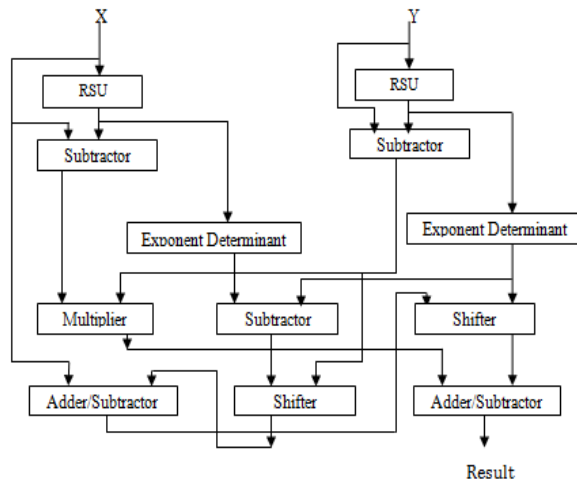 X Y
RSU RSU
Subtractor Subtractor
Exponent Determinant Exponent Determinant
Multiplier Subtractor Shifter
Adder/Subtractor Shifter Adder/Subtractor
Result